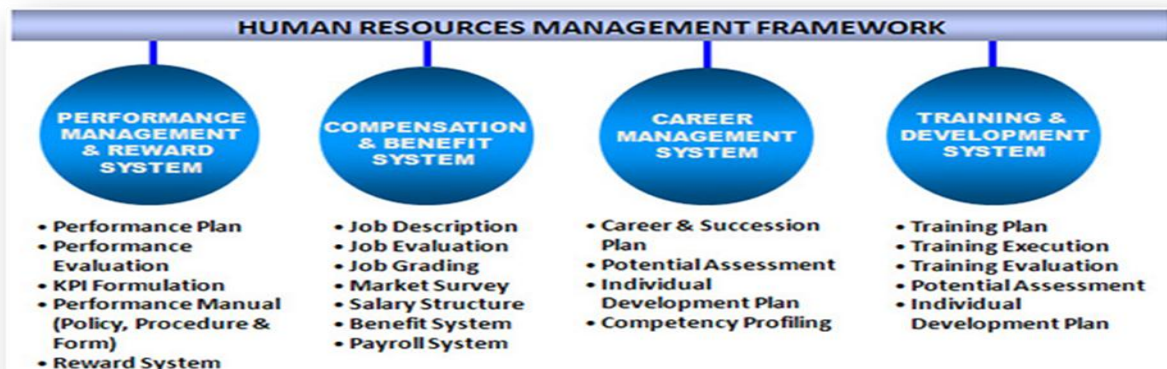 HUMAN RESOURCES MANAGEMENT FRAMEWORK
PERFORMANCE
MANAGEMENT
& REWARD
SYSTEM
• Performance Plan
• Performance
Evaluation
• KPI Formulation
• Performance Manual
(Policy, Procedure &
Form)
• Reward System
COMPENSATION
& BENEFIT
SYSTEM
• Job Description
• Job Evaluation
• Job Grading
• Market Survey
• Salary Structure
• Benefit System
• Payroll System
CAREER
MANAGEMENT
SYSTEM
• Career & Succession
Plan
• Potential Assessment
• Individual
Development Plan
• Competency Profiling
TRAINING &
DEVELOPMENT
SYSTEM
• Training Plan
• Training Execution
• Training Evaluation
• Potential Assessment
• Individual
Development Plan